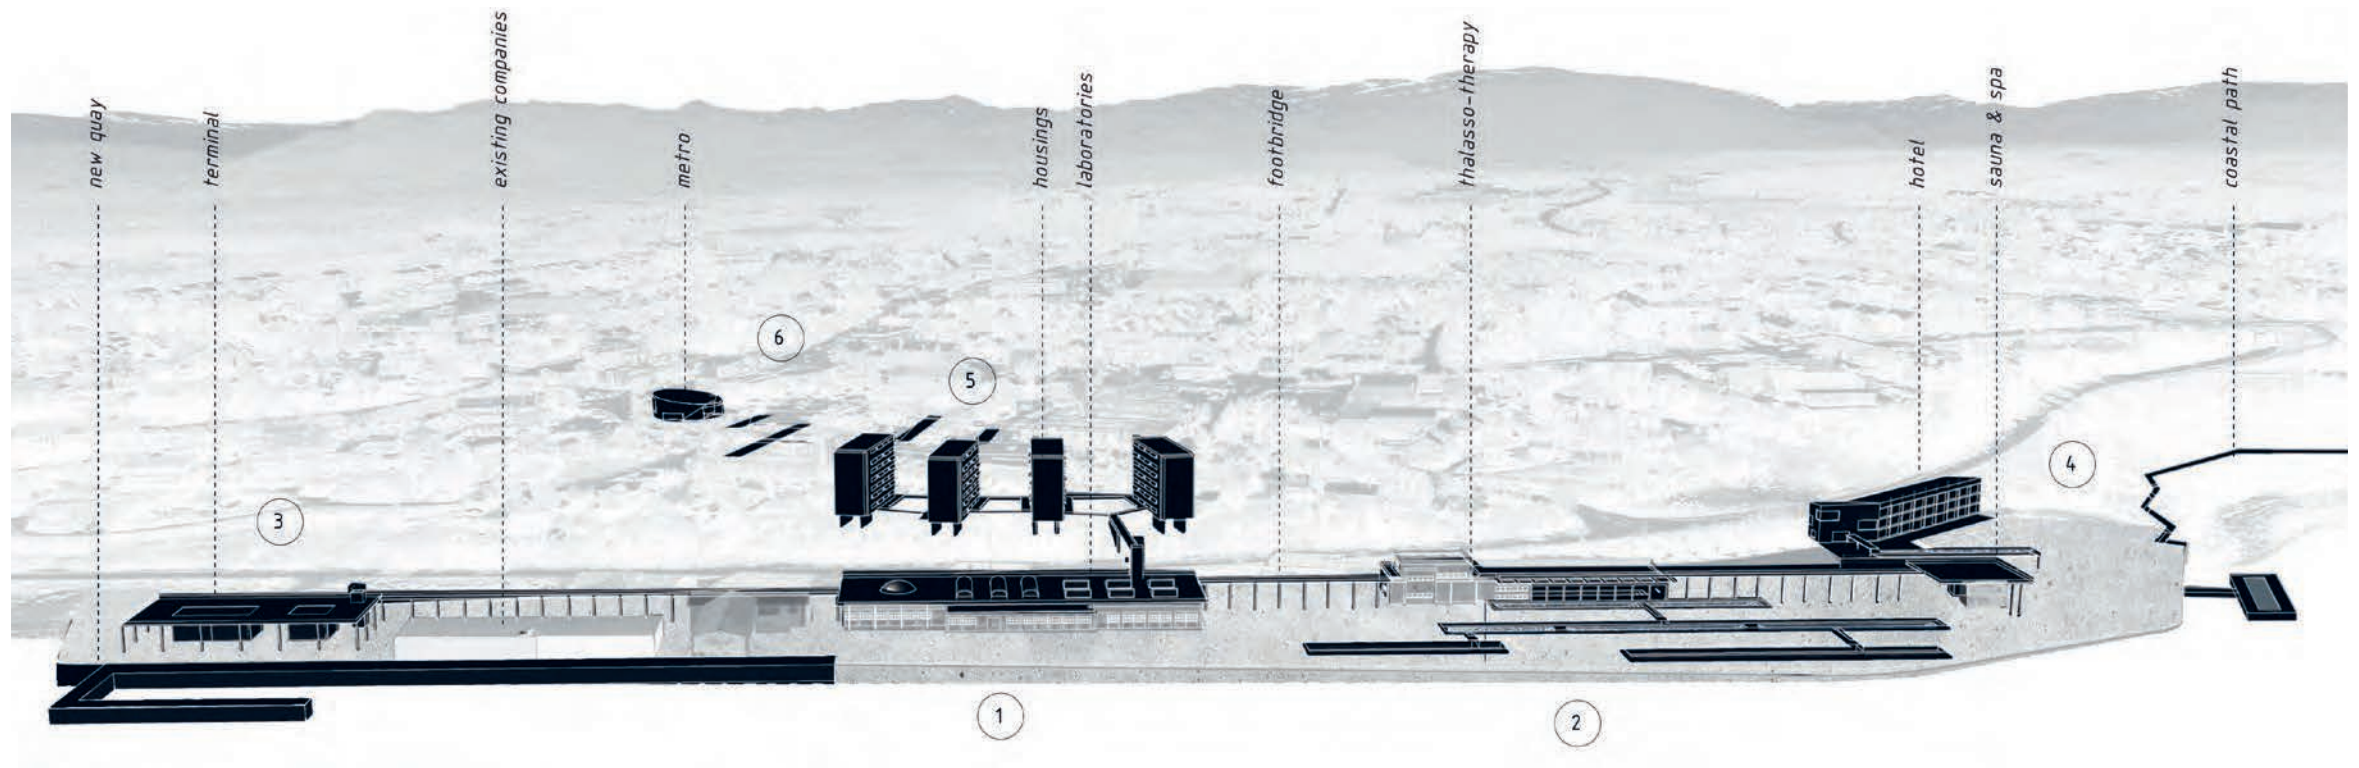 new quay
terminal
existing companies
metro
housings
laboratories
footbridge
thalasso-therapy
hotel
sauna & spa
coastal path
6
5
4
3
1
2